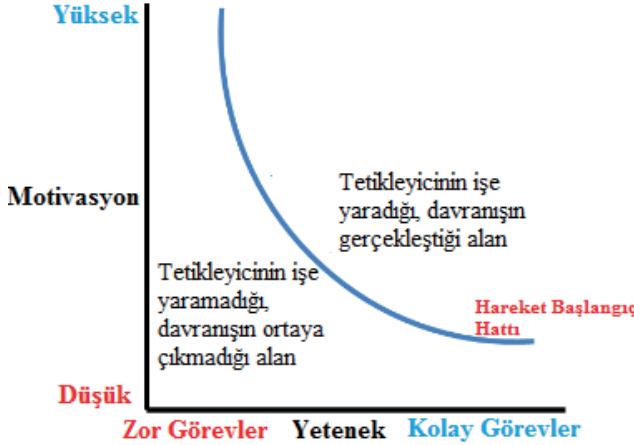 Yüksek
Motivasyon
Tetikleyicinin işe
yaradığı, davranışın
gerçekleştiği alan
Tetikleyicinin işe
yaramadığı,
davranışın ortaya
çıkmadığı alan
Hareket Başlangıç
Hattı
Düşük
Zor Görevler Yetenek Kolay Görevler